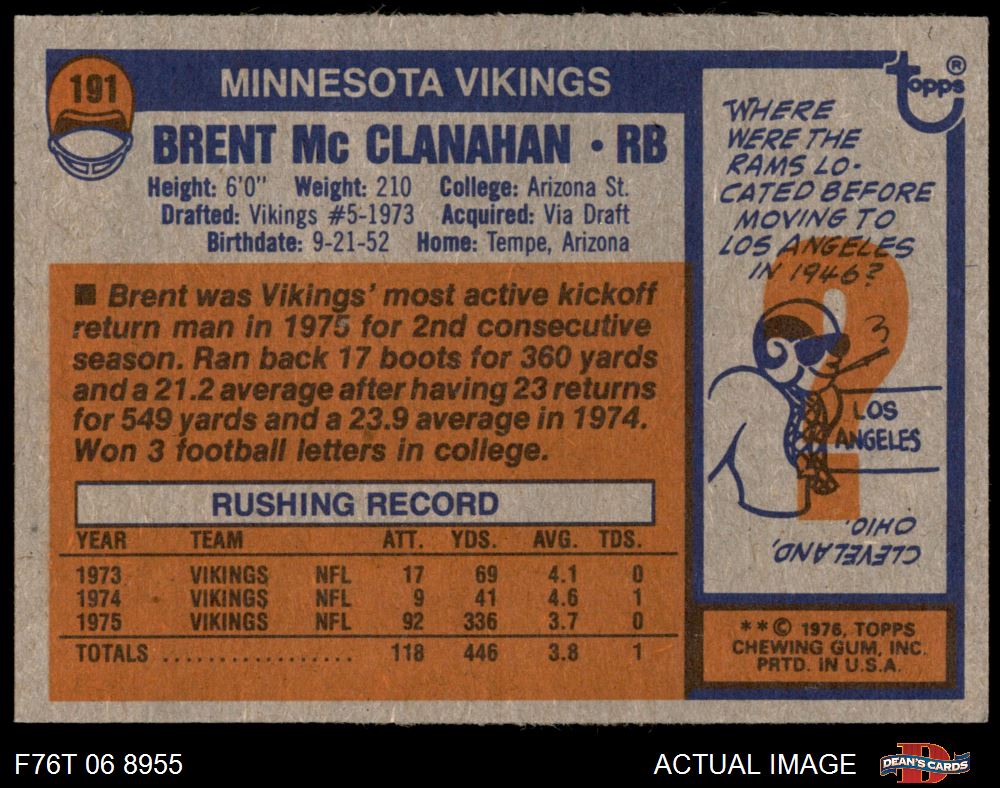 191
MINNESOTA VIKINGS
BRENT Mc CLANAHAN • RB
Height: 6'0" Weight: 210 College: Arizona St.
Drafted: Vikings #5-1973 Acquired: Via Draft
Birthdate: 9-21-52 Home: Tempe, Arizona
■ Brent was Vikings' most active kickoff
return man in 1975 for 2nd consecutive
season. Ran back 17 boots for 360 yards
and a 21.2 average after having 23 returns
for 549 yards and a 23.9 average in 1974.
Won 3 football letters in college.
RUSHING RECORD
YEAR TEAM ATT. YDS. AVG. TDS.
1973 VIKINGS NFL 17 69 4.1 0
1974 VIKINGS NFL 9 41 4.6 1
1975 VIKINGS NFL 92 336 3.7 0
TOTALS .................. 118 446 3.8 1
topps ®
WHERE
WERE THE
RAMS LO-
CATED BEFORE
MOVING TO
LOS ANGELES
IN 1946?
?
LOS
ANGELES
CLEVELAND,
OHIO.
**© 1976, TOPPS
CHEWING GUM, INC.
PRTD. IN U.S.A.
F76T 06 8955
ACTUAL IMAGE
DEAN'S CARDS